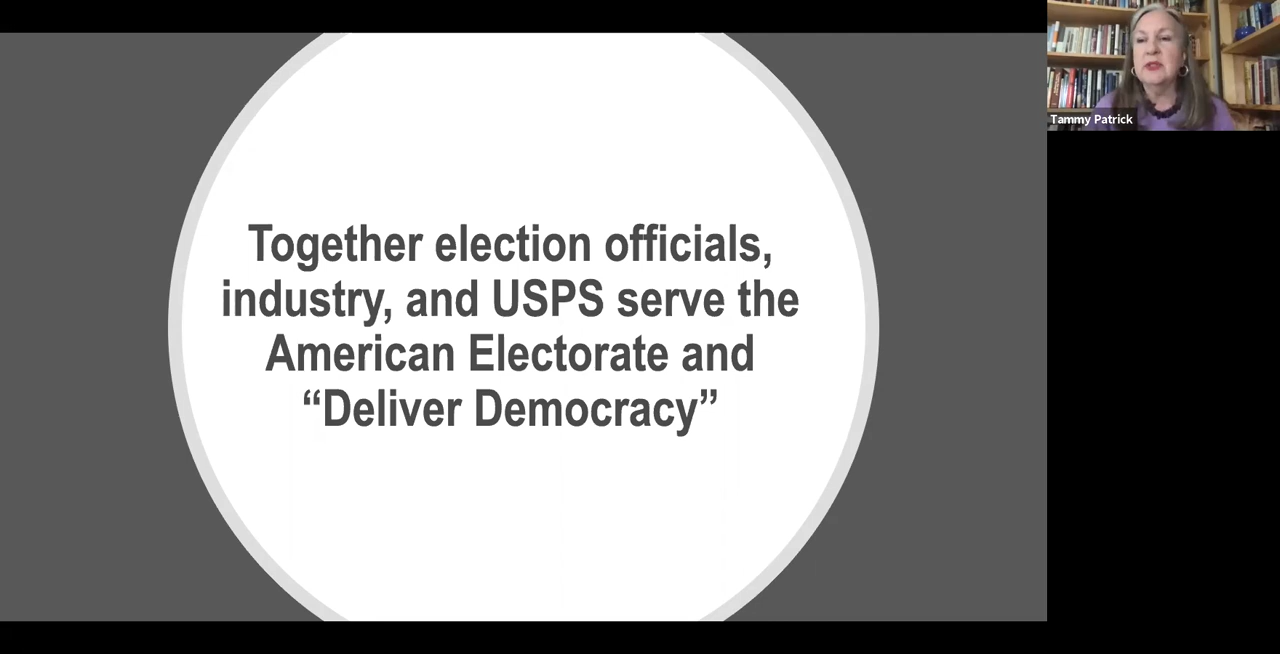 Together election officials,
industry, and USPS serve the
American Electorate and
“Deliver Democracy”
Tammy Patrick